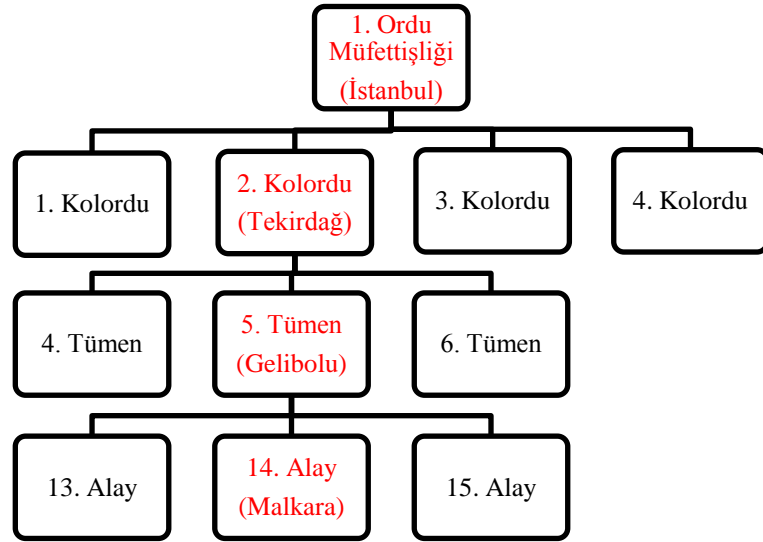 1. Ordu
Müfettişliği
(İstanbul)
1. Kolordu
2. Kolordu
(Tekirdağ)
3. Kolordu
4. Kolordu
4. Tümen
5. Tümen
(Gelibolu)
6. Tümen
13. Alay
14. Alay
(Malkara)
15. Alay